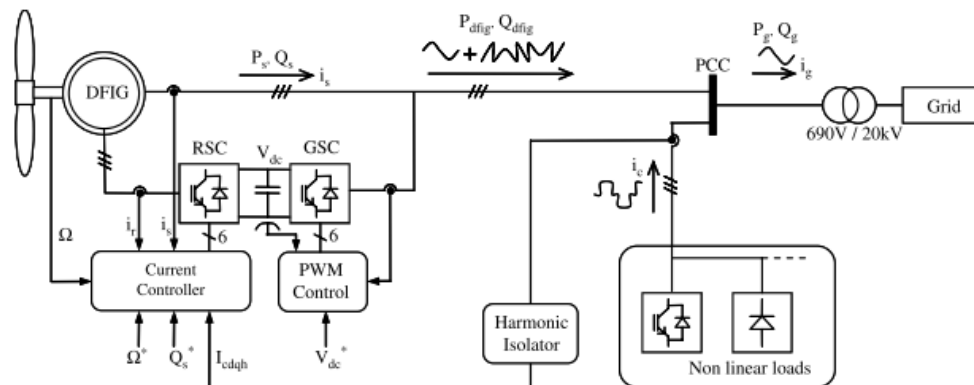 P_dfig. Q_dfig
P_g. Q_g
P_s. Q_s
i_s
PCC
i_g
DFIG
Grid
690V / 20kV
RSC
V_dc
GSC
i_c
i_r
i_s
6
6
Ω
Current
Controller
PWM
Control
Harmonic
Isolator
Non linear loads
Ω*
Q_s*
I_cdqh
V_dc*